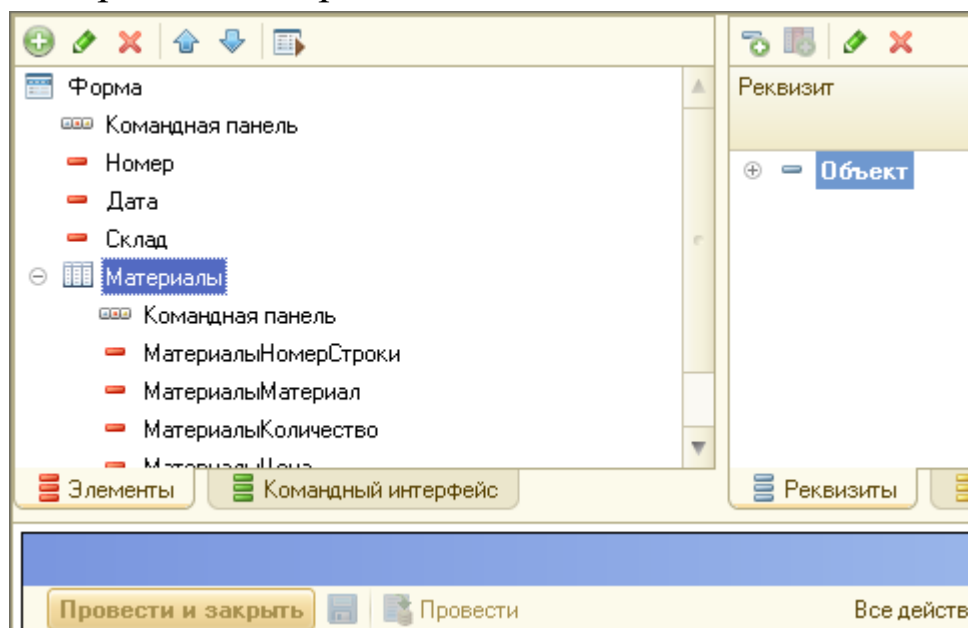 Форма
Командная панель
Номер
Дата
Склад
Материалы
Командная панель
МатериалыНомерСтроки
МатериалыМатериал
МатериалыКоличество
МатериалыЦена
Элементы
Командный интерфейс
Реквизит
Объект
Реквизиты
Провести и закрыть
Провести
Все действ